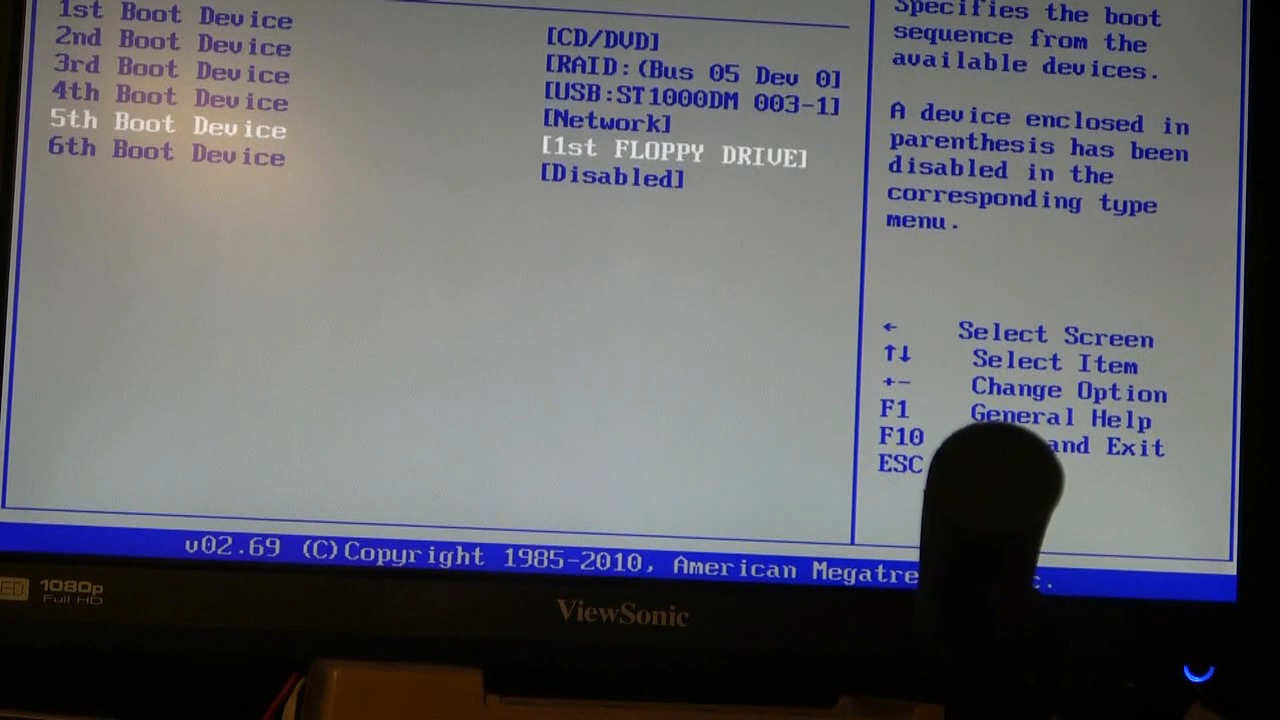 1st Boot Device [CD/DVD]
2nd Boot Device [RAID:(Bus 05 Dev 0]
3rd Boot Device [USB:ST1000DM 003-1]
4th Boot Device [Network]
5th Boot Device [1st FLOPPY DRIVE]
6th Boot Device [Disabled]
Specifies the boot
sequence from the
available devices.
A device enclosed in
parenthesis has been
disabled in the
corresponding type
menu.
← Select Screen
↑↓ Select Item
+- Change Option
F1 General Help
F10 and Exit
ESC
v02.69 (C)Copyright 1985-2010, American Megatre c.
1080p
Full HD
ViewSonic